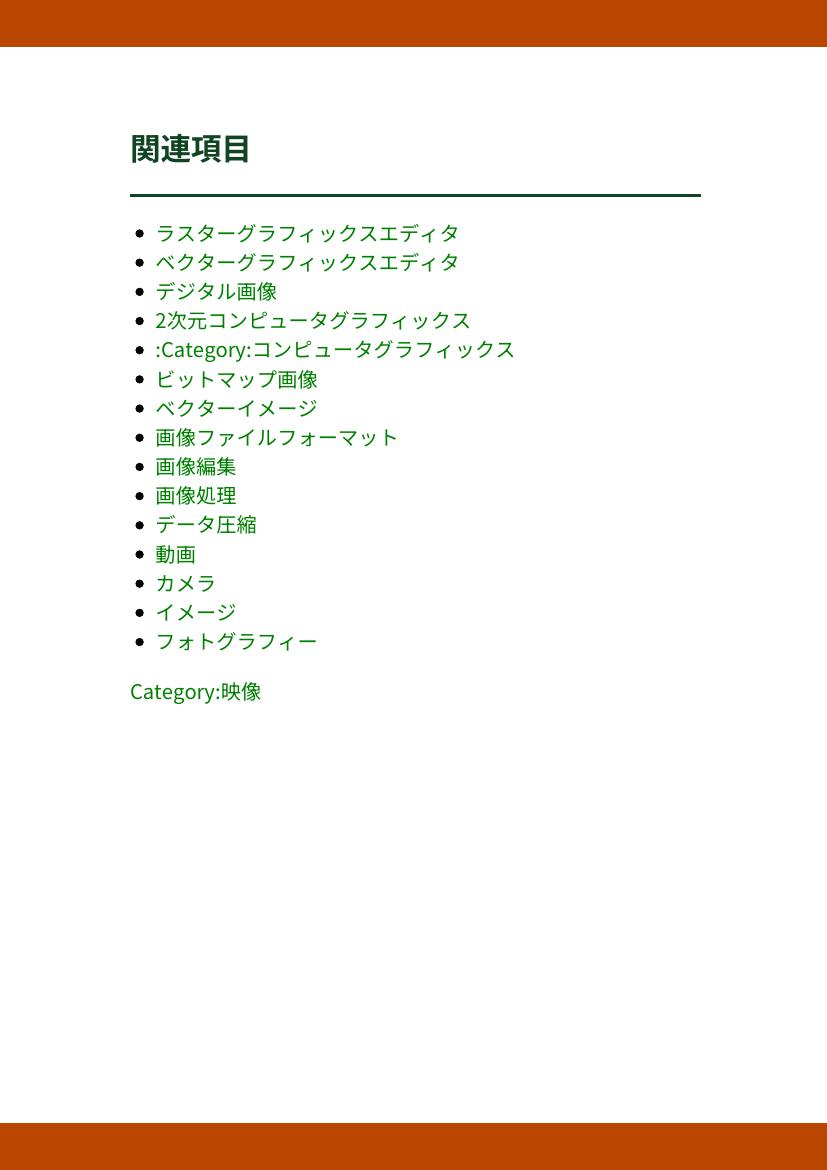 関連項目
ラスターグラフィックスエディタ
ベクターグラフィックスエディタ
デジタル画像
2次元コンピュータグラフィックス
:Category:コンピュータグラフィックス
ビットマップ画像
ベクターイメージ
画像ファイルフォーマット
画像編集
画像処理
データ圧縮
動画
カメラ
イメージ
フォトグラフィー
Category:映像